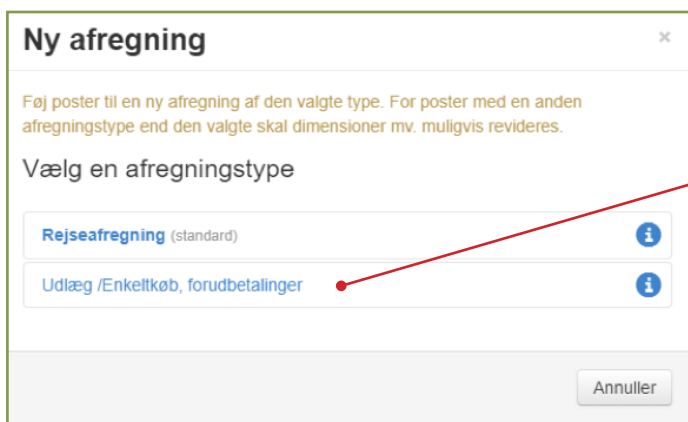 Ny afregning
×
Føj poster til en ny afregning af den valgte type. For poster med en anden
afregningstype end den valgte skal dimensioner mv. muligvis revideres.
Vælg en afregningstype
Rejseafregning (standard)
Udlæg /Enkeltkøb, forudbetalinger
Annuller